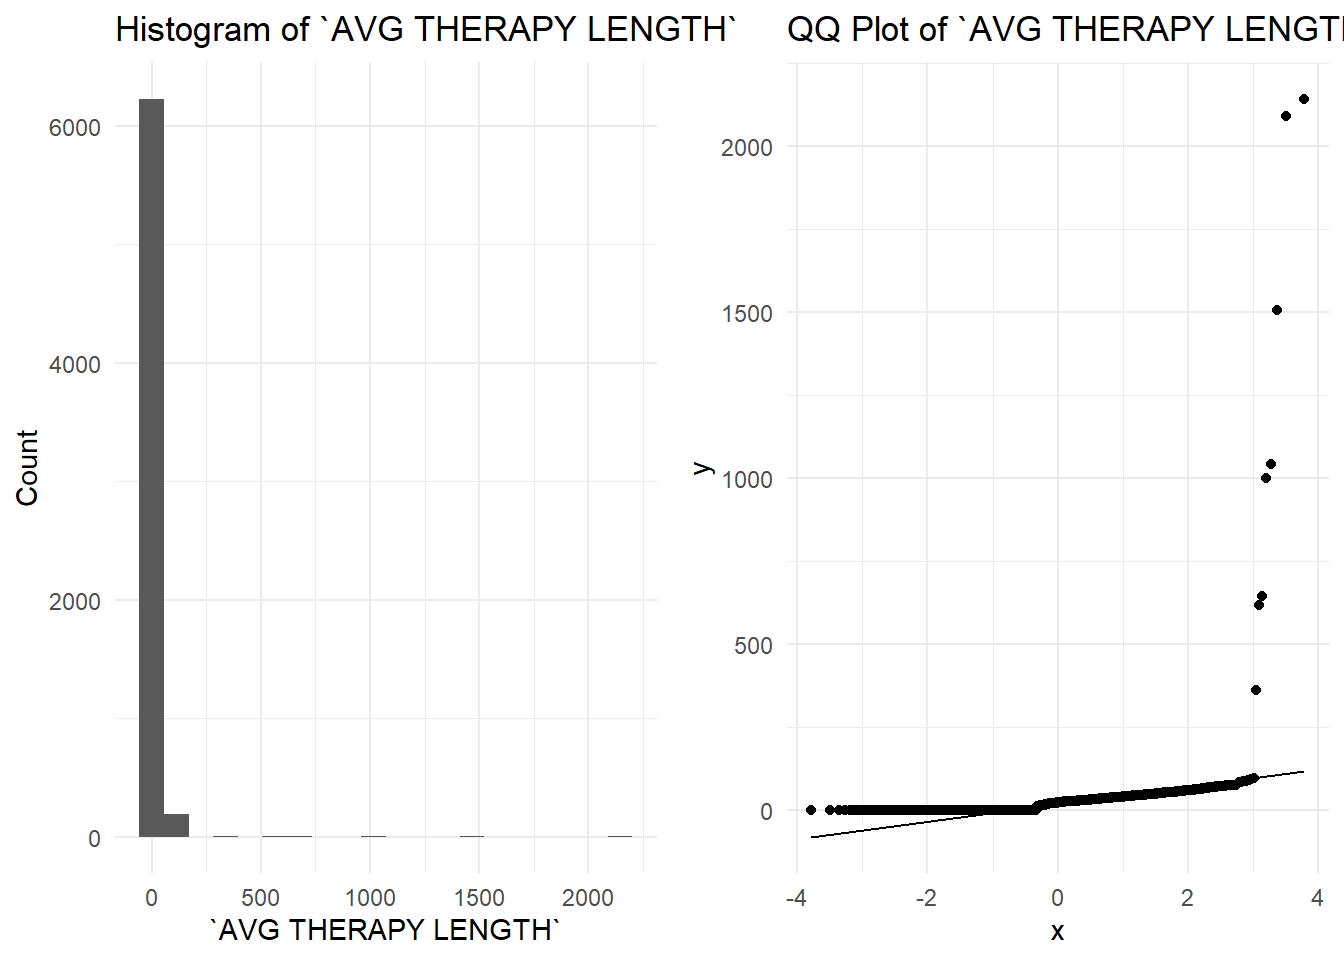 Histogram of `AVG THERAPY LENGTH`
6000
4000
2000
0
Count
0 500 1000 1500 2000
`AVG THERAPY LENGTH`
QQ Plot of `AVG THERAPY LENGT
2000
1500
1000
500
0
y
-4 -2 0 2 4
x